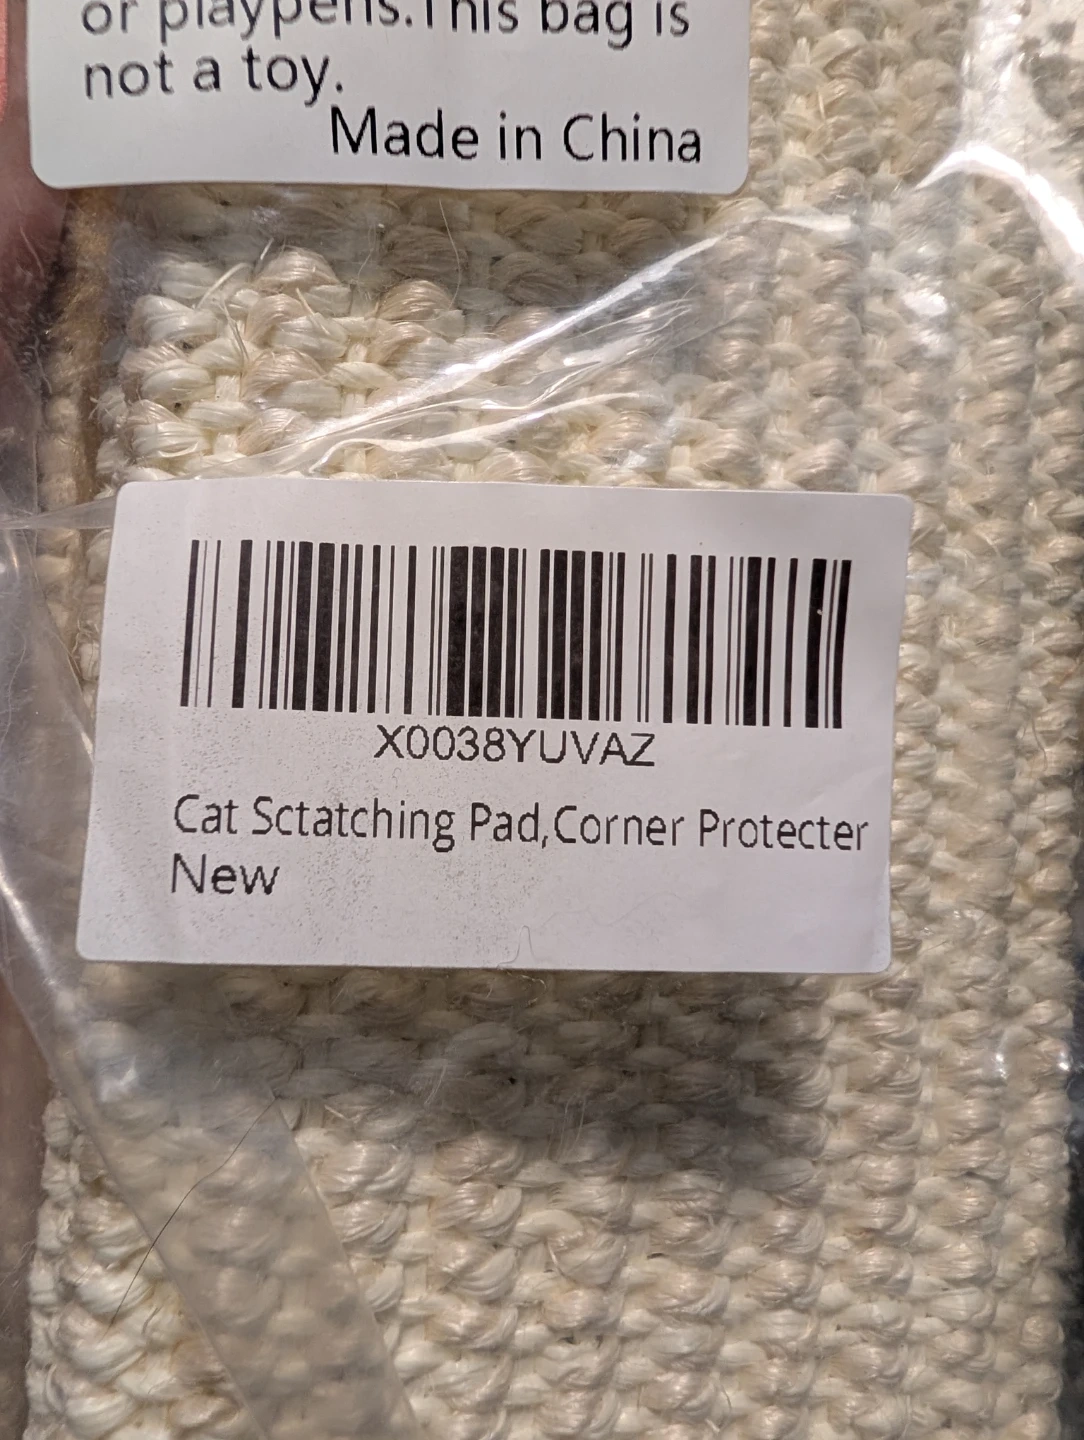 or playpens.This bag is
not a toy.
Made in China
X0038YUVAZ
Cat Sctatching Pad,Corner Protecter
New